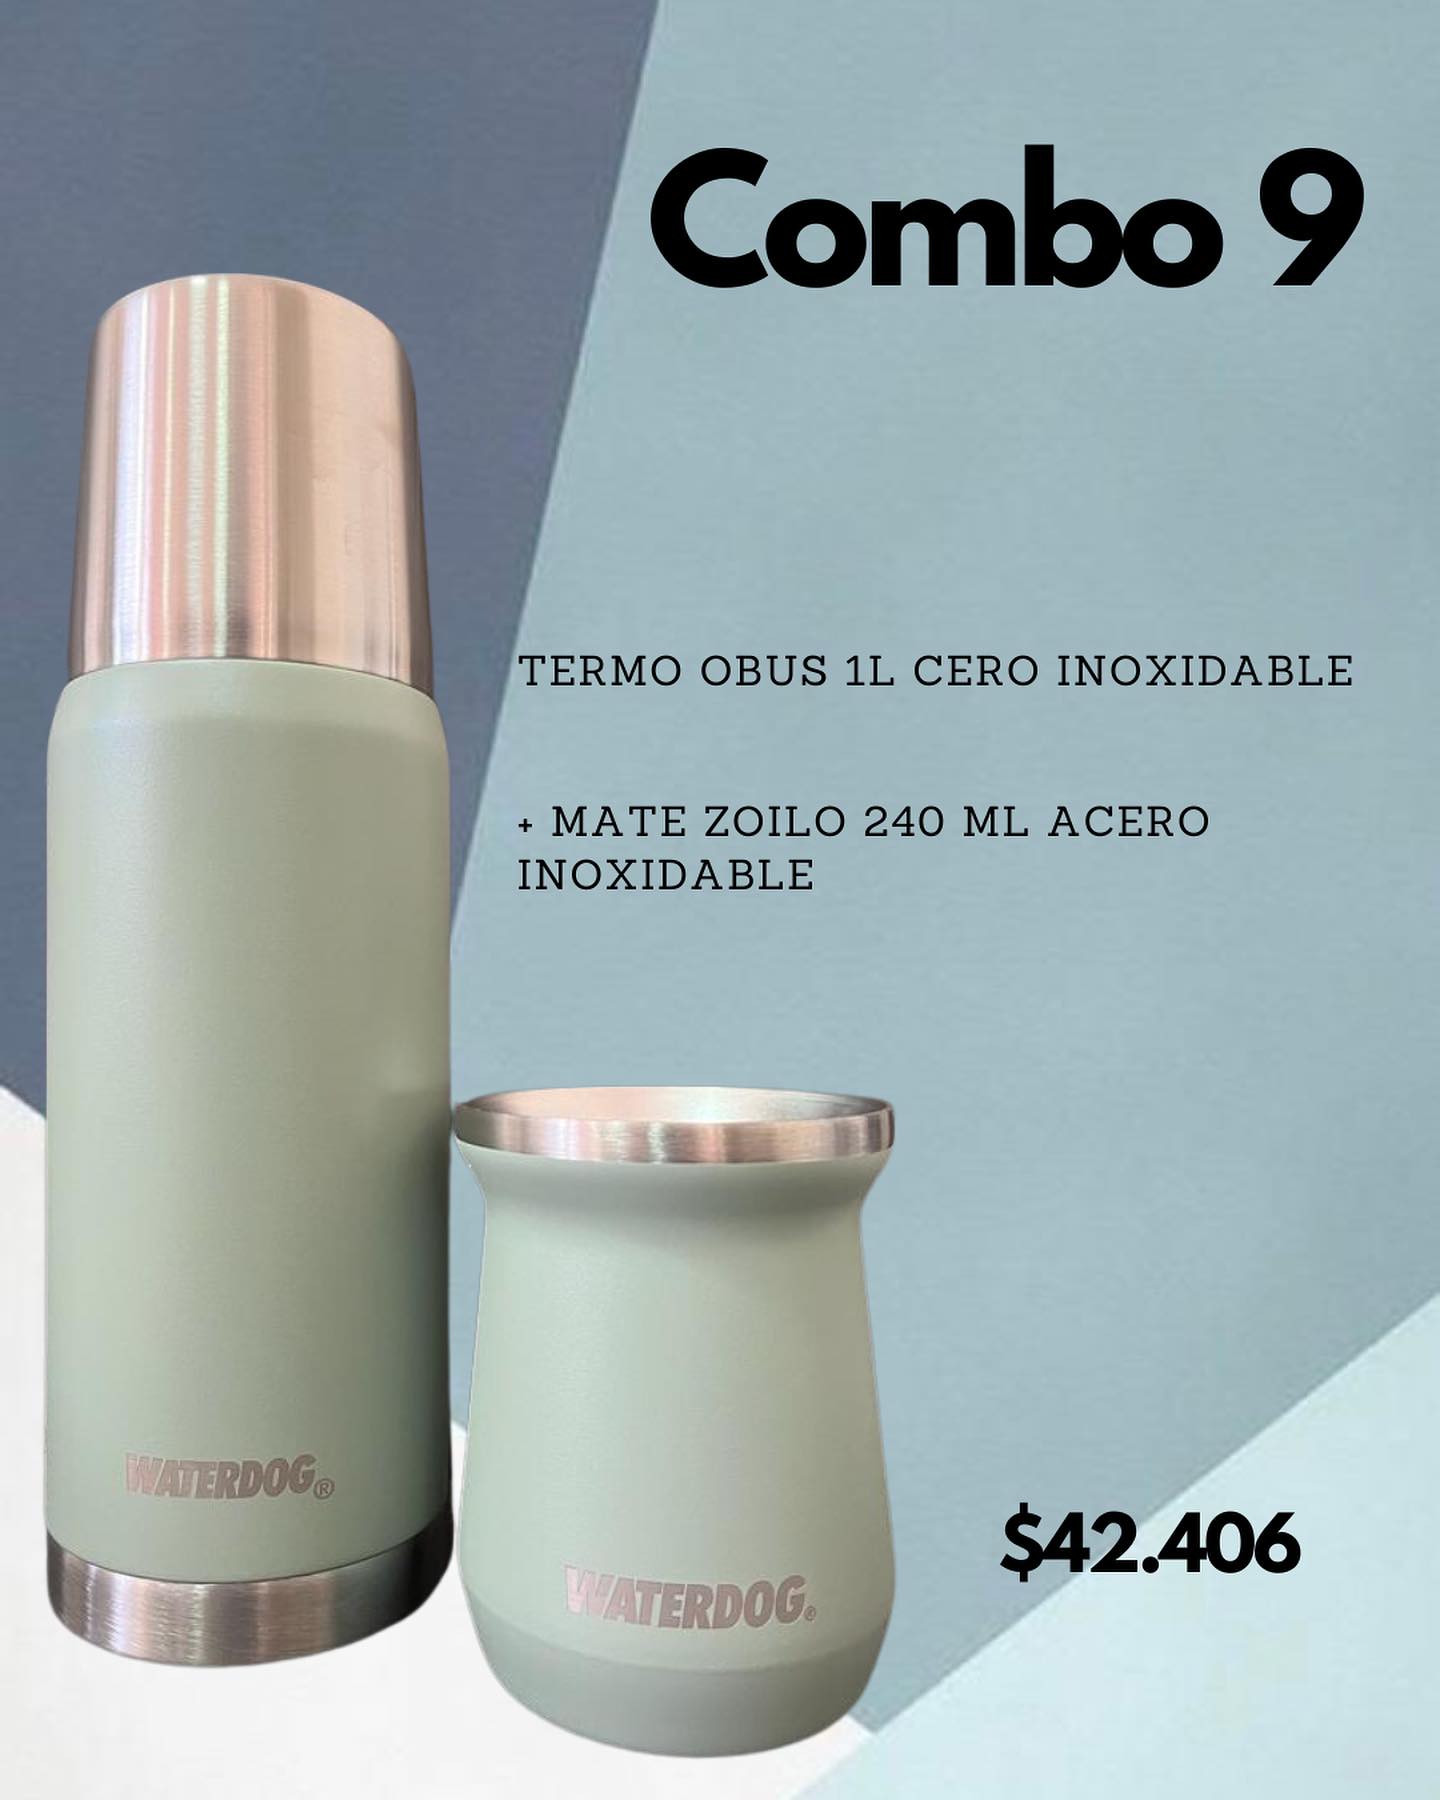 Combo 9
TERMO OBUS 1L CERO INOXIDABLE
+ MATE ZOILO 240 ML ACERO
INOXIDABLE
WATERDOG®
WATERDOG®
$42.406